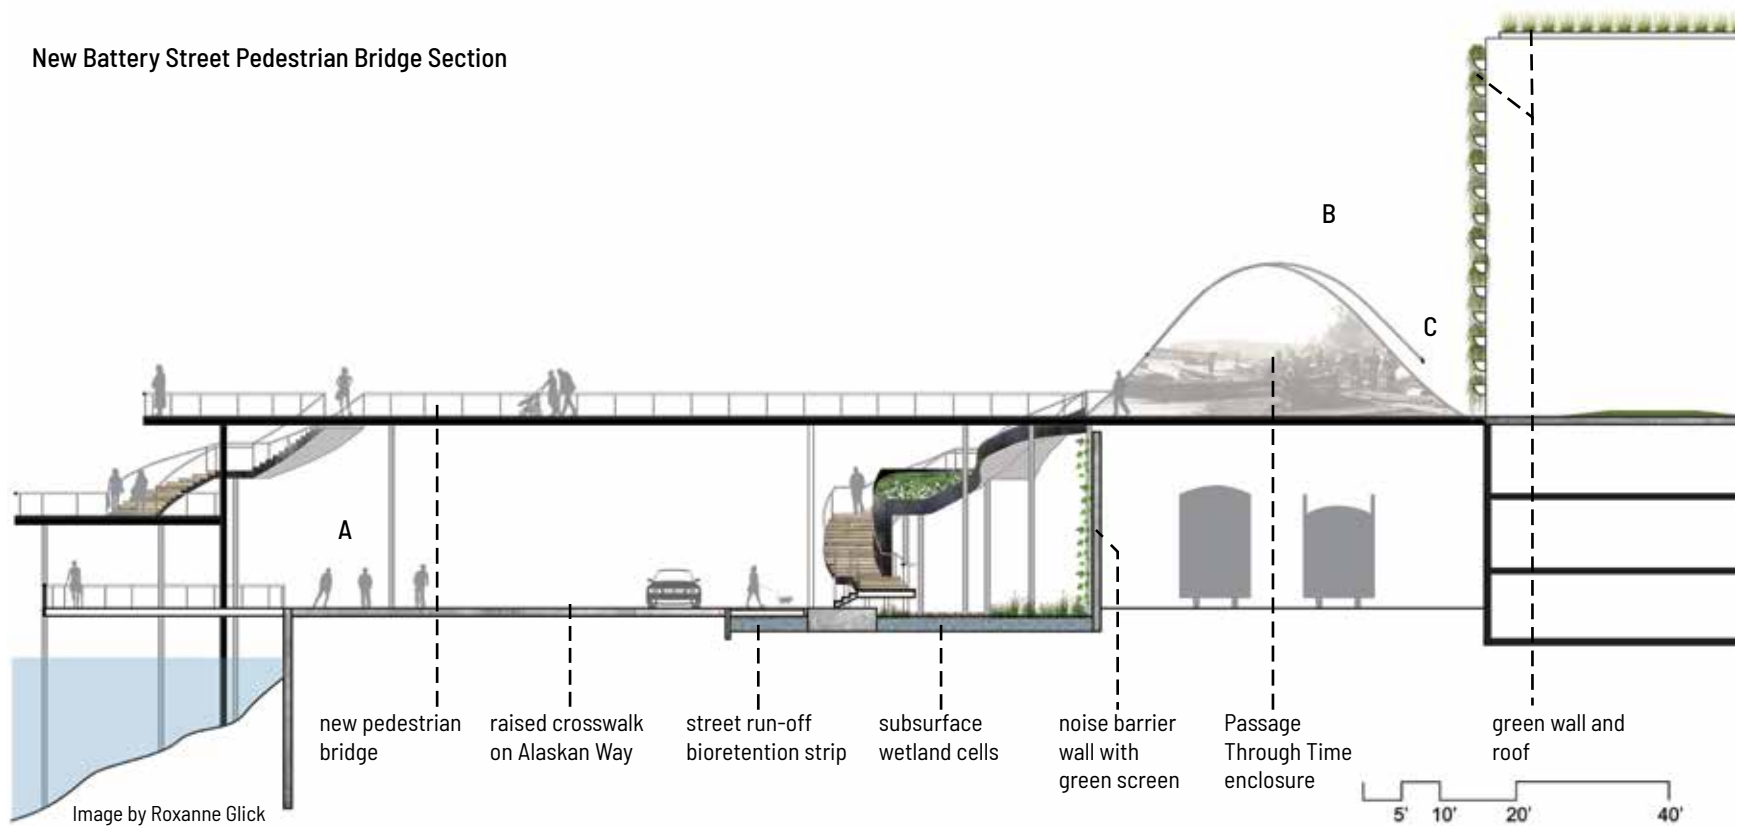 New Battery Street Pedestrian Bridge Section
B
C
A
new pedestrian
bridge
raised crosswalk
on Alaskan Way
street run-off
bioretention strip
subsurface
wetland cells
noise barrier
wall with
green screen
Passage
Through Time
enclosure
green wall and
roof
5' 10' 20' 40'
Image by Roxanne Glick